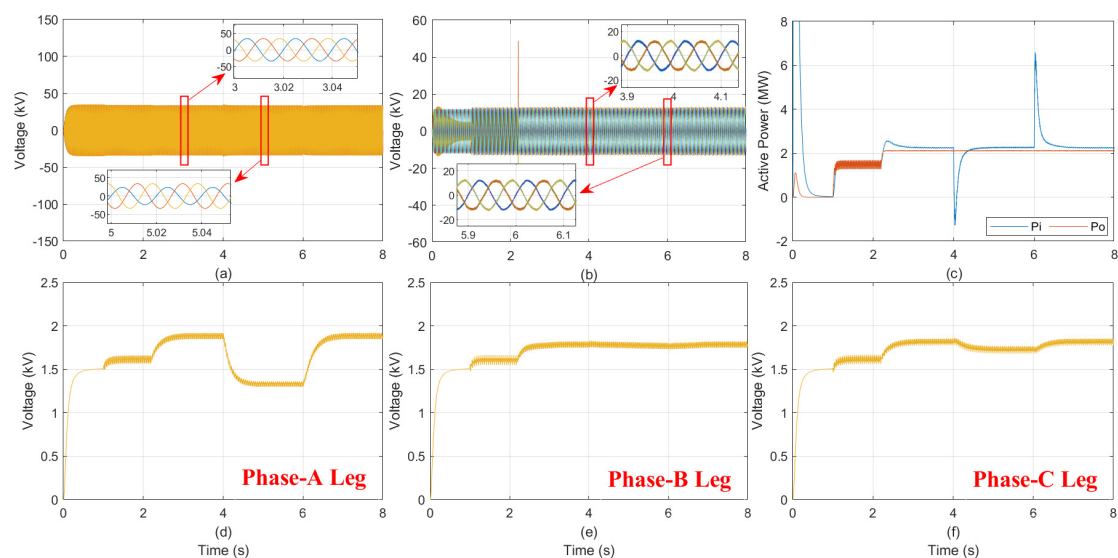 150
100
50
0
-50
-100
-150
Voltage (kV)
50
0
-50
3 3.02 3.04
50
0
-50
5 5.02 5.04
0 2 4 6 8
(a)
60
40
20
0
-20
-40
-60
Voltage (kV)
20
0
-20
3.9 4 4.1
20
0
-20
5.9 6 6.1
0 2 4 6 8
(b)
8
6
4
2
0
-2
Active Power (MW)
Pi Po
0 2 4 6 8
(c)
2.5
2
1.5
1
0.5
0
Voltage (kV)
Phase-A Leg
0 2 4 6 8
(d)
Time (s)
2.5
2
1.5
1
0.5
0
Voltage (kV)
Phase-B Leg
0 2 4 6 8
(e)
Time (s)
2.5
2
1.5
1
0.5
0
Voltage (kV)
Phase-C Leg
0 2 4 6 8
(f)
Time (s)